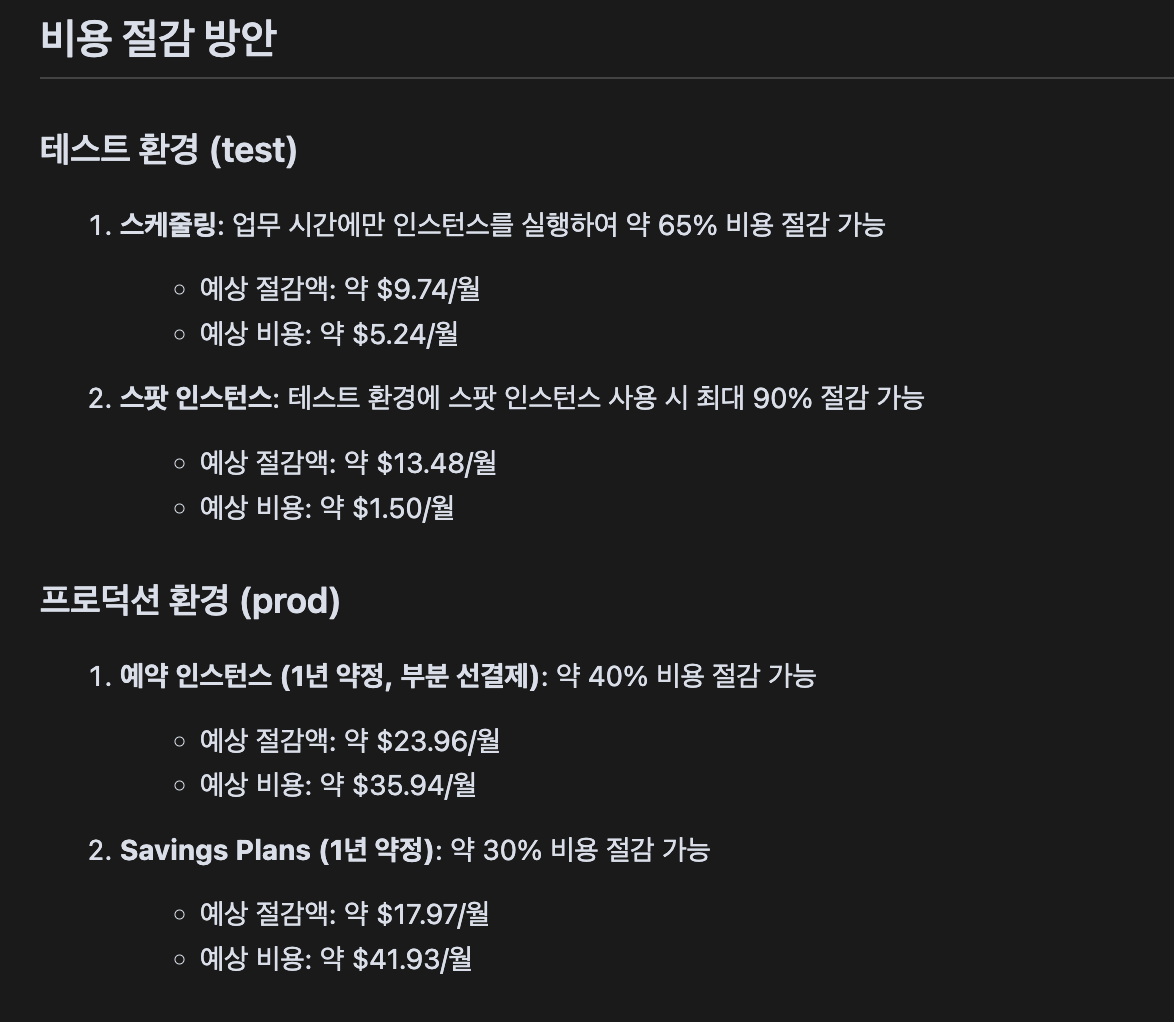 비용 절감 방안
테스트 환경 (test)
1. 스케줄링: 업무 시간에만 인스턴스를 실행하여 약 65% 비용 절감 가능
◦ 예상 절감액: 약 $9.74/월
◦ 예상 비용: 약 $5.24/월
2. 스팟 인스턴스: 테스트 환경에 스팟 인스턴스 사용 시 최대 90% 절감 가능
◦ 예상 절감액: 약 $13.48/월
◦ 예상 비용: 약 $1.50/월
프로덕션 환경 (prod)
1. 예약 인스턴스 (1년 약정, 부분 선결제): 약 40% 비용 절감 가능
◦ 예상 절감액: 약 $23.96/월
◦ 예상 비용: 약 $35.94/월
2. Savings Plans (1년 약정): 약 30% 비용 절감 가능
◦ 예상 절감액: 약 $17.97/월
◦ 예상 비용: 약 $41.93/월